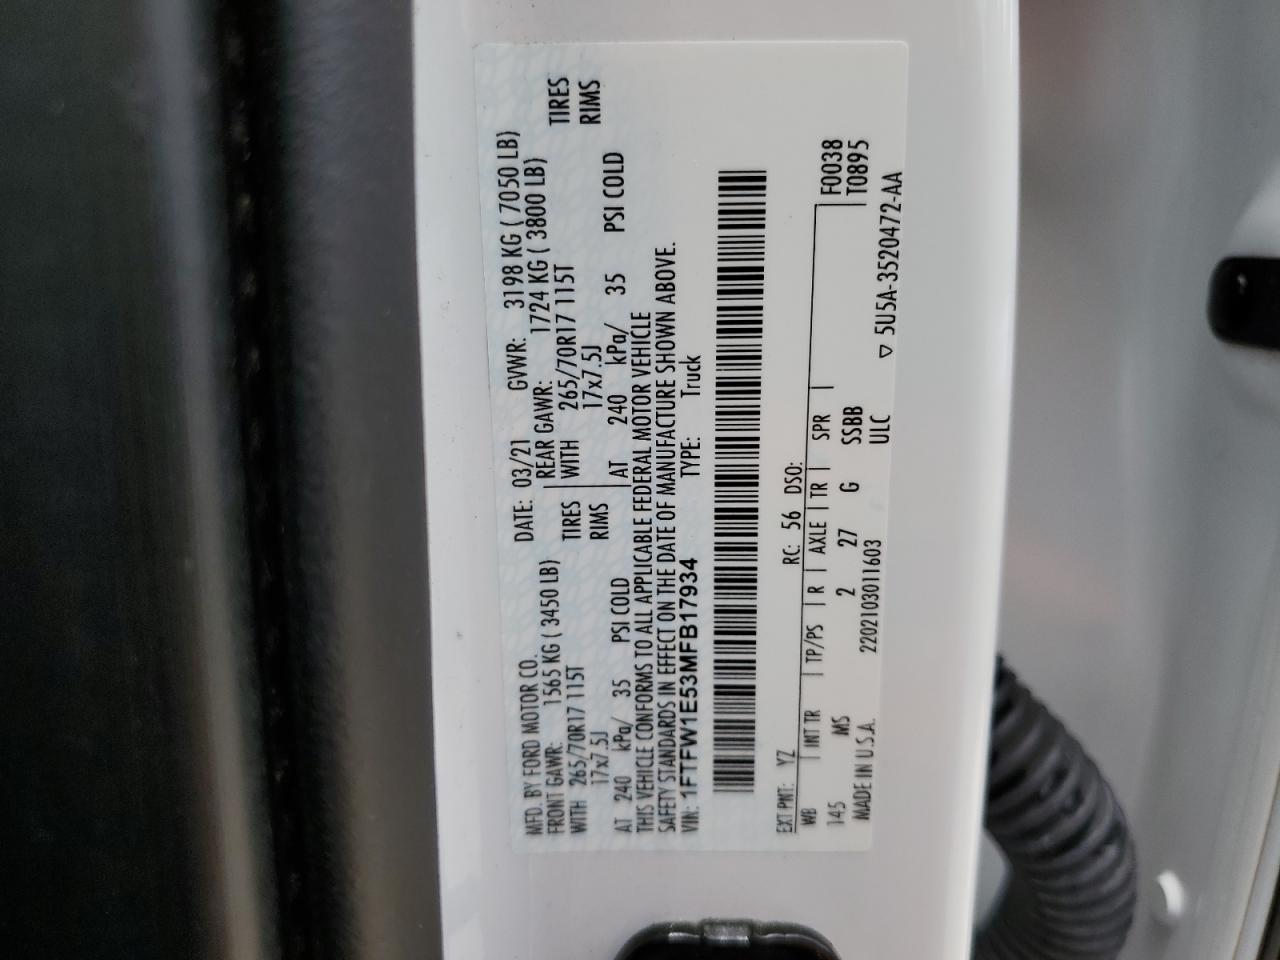 MFD. BY FORD MOTOR CO.
DATE: 03/21 GVWR: 3198 KG ( 7050 LB)
FRONT GAWR: 1565 KG ( 3450 LB) REAR GAWR: 1724 KG ( 3800 LB)
WITH 265/70R17 115T TIRES WITH 265/70R17 115T TIRES
17x7.5J RIMS 17x7.5J RIMS
AT 240 kPa/ 35 PSI COLD AT 240 kPa/ 35 PSI COLD
THIS VEHICLE CONFORMS TO ALL APPLICABLE FEDERAL MOTOR VEHICLE
SAFETY STANDARDS IN EFFECT ON THE DATE OF MANUFACTURE SHOWN ABOVE.
VIN: 1FTFW1E53MFB17934 TYPE: Truck
EXT PNT: YZ RC: 56 DSO:
WB INT TR TP/PS R AXLE TR SPR F0038
145 MS 2 27 G SSBB T0895
MADE IN U.S.A. 2202103011603 ULC ▽ 5U5A-3520472-AA